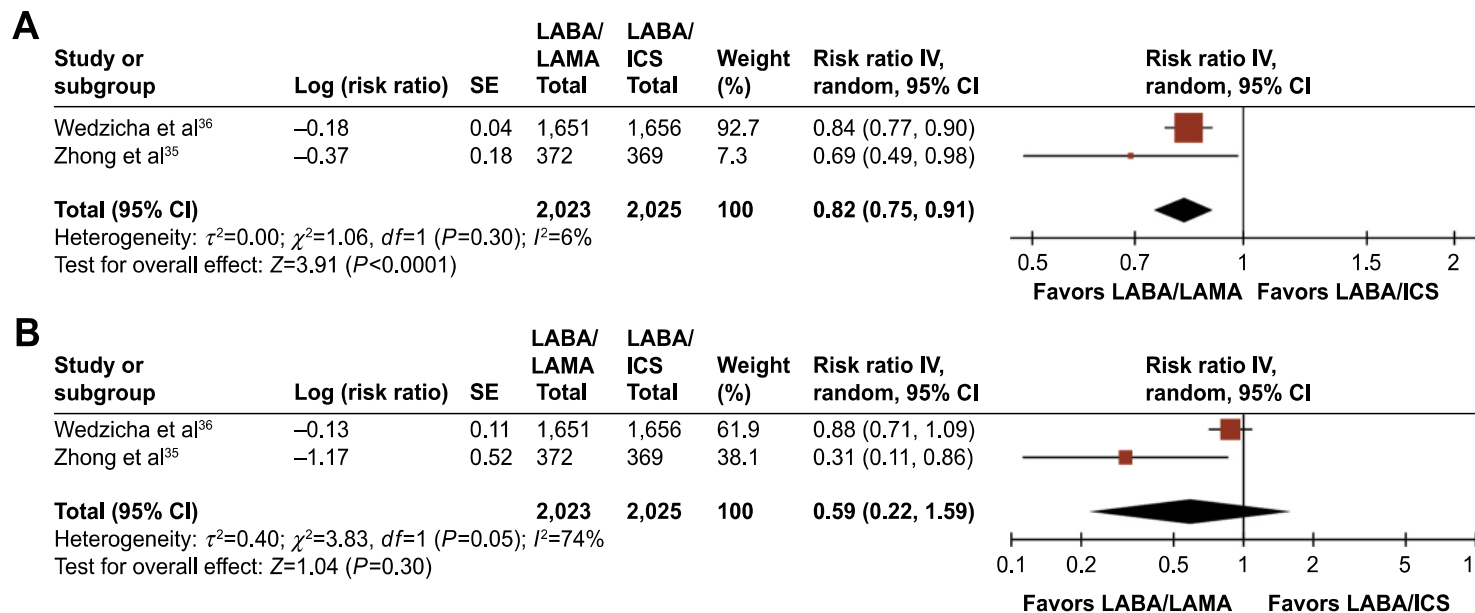 A
Study or subgroup Log (risk ratio) SE LABA/LAMA Total LABA/ICS Total Weight (%) Risk ratio IV, random, 95% CI Risk ratio IV, random, 95% CI
Wedzicha et al³⁶ –0.18 0.04 1,651 1,656 92.7 0.84 (0.77, 0.90)
Zhong et al³⁵ –0.37 0.18 372 369 7.3 0.69 (0.49, 0.98)
Total (95% CI) 2,023 2,025 100 0.82 (0.75, 0.91)
Heterogeneity: τ²=0.00; χ²=1.06, df=1 (P=0.30); I²=6%
Test for overall effect: Z=3.91 (P<0.0001)
0.5 0.7 1 1.5 2
Favors LABA/LAMA Favors LABA/ICS
B
Study or subgroup Log (risk ratio) SE LABA/LAMA Total LABA/ICS Total Weight (%) Risk ratio IV, random, 95% CI Risk ratio IV, random, 95% CI
Wedzicha et al³⁶ –0.13 0.11 1,651 1,656 61.9 0.88 (0.71, 1.09)
Zhong et al³⁵ –1.17 0.52 372 369 38.1 0.31 (0.11, 0.86)
Total (95% CI) 2,023 2,025 100 0.59 (0.22, 1.59)
Heterogeneity: τ²=0.40; χ²=3.83, df=1 (P=0.05); I²=74%
Test for overall effect: Z=1.04 (P=0.30)
0.1 0.2 0.5 1 2 5
Favors LABA/LAMA Favors LABA/ICS